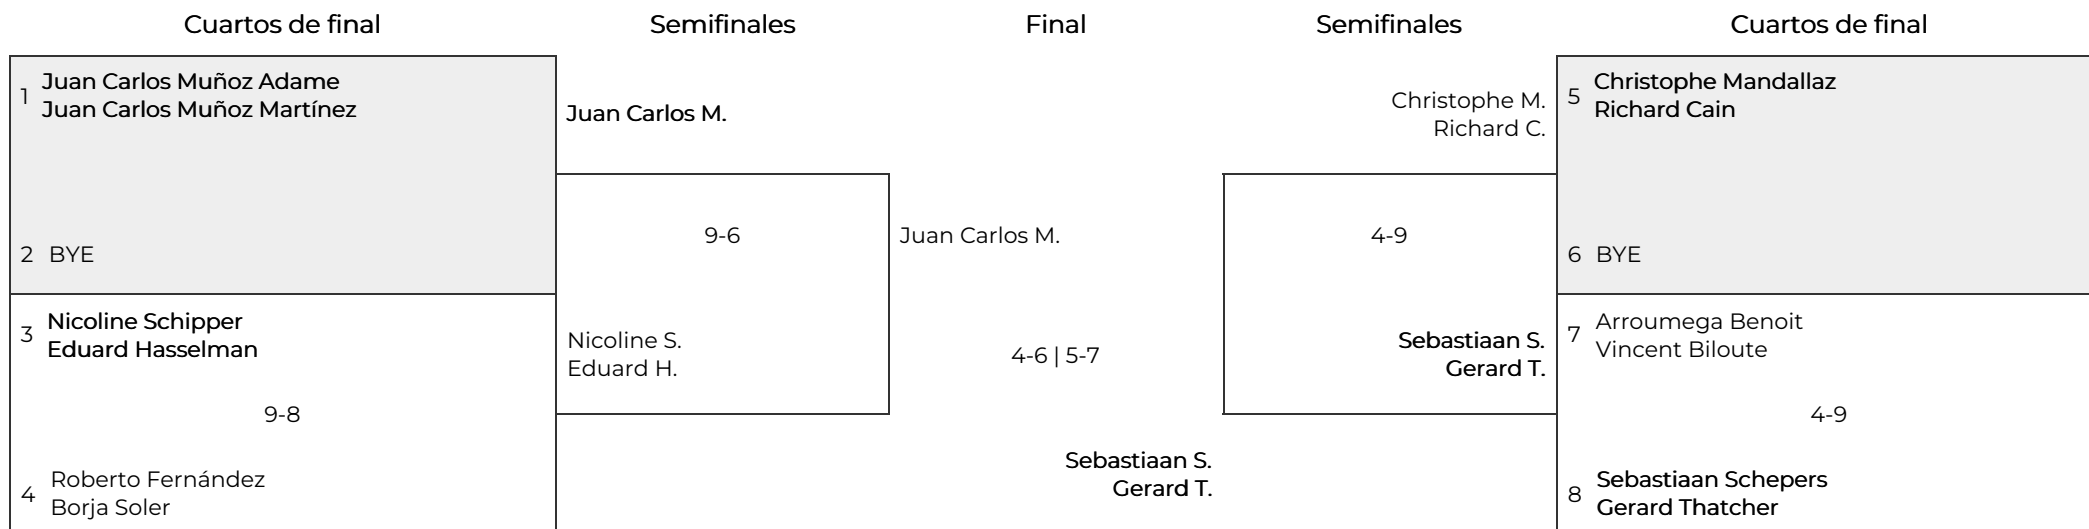 Cuartos de final
Semifinales
Final
Semifinales
Cuartos de final
1
Juan Carlos Muñoz Adame
Juan Carlos Muñoz Martínez
2 BYE
3
Nicoline Schipper
Eduard Hasselman
9-8
4
Roberto Fernández
Borja Soler
Juan Carlos M.
9-6
Nicoline S.
Eduard H.
Juan Carlos M.
4-6 | 5-7
Sebastiaan S.
Gerard T.
Christophe M.
Richard C.
4-9
Sebastiaan S.
Gerard T.
5
Christophe Mandallaz
Richard Cain
6 BYE
7
Arroumega Benoit
Vincent Biloute
4-9
8
Sebastiaan Schepers
Gerard Thatcher